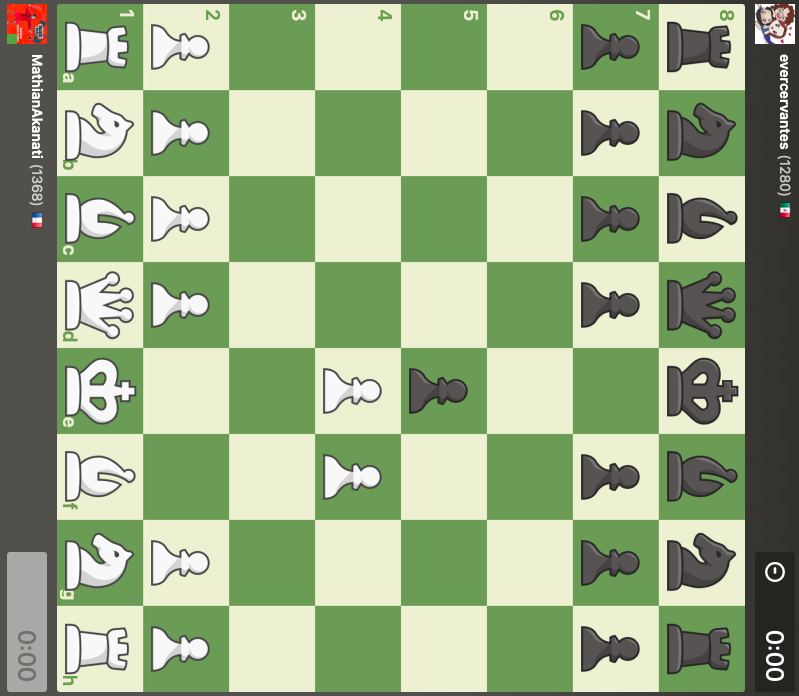 evercervantes (1280)
0:00
8
7
6
5
4
3
2
1
a
b
c
d
e
f
g
h
MathianAkanati (1368)
0:00